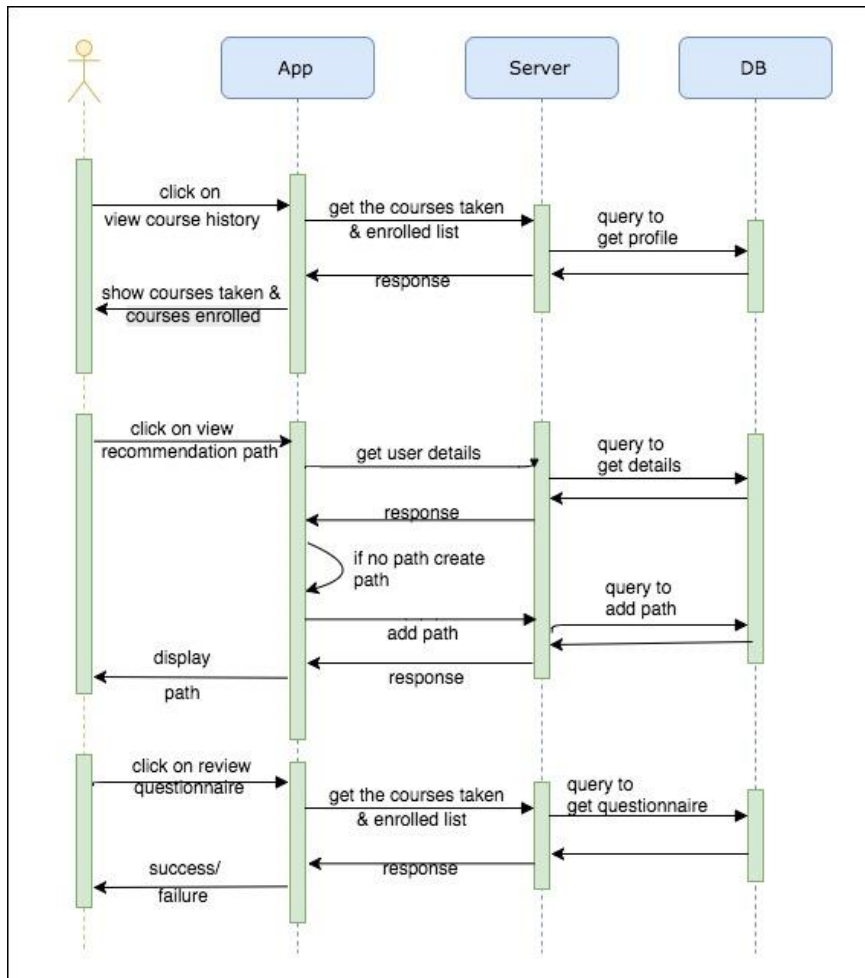 App
Server
DB
click on
view course history
get the courses taken
& enrolled list
query to
get profile
response
show courses taken &
courses enrolled
click on view
recommendation path
get user details
query to
get details
response
if no path create
path
query to
add path
add path
response
display
path
click on review
questionnaire
get the courses taken
& enrolled list
query to
get questionnaire
response
success/
failure